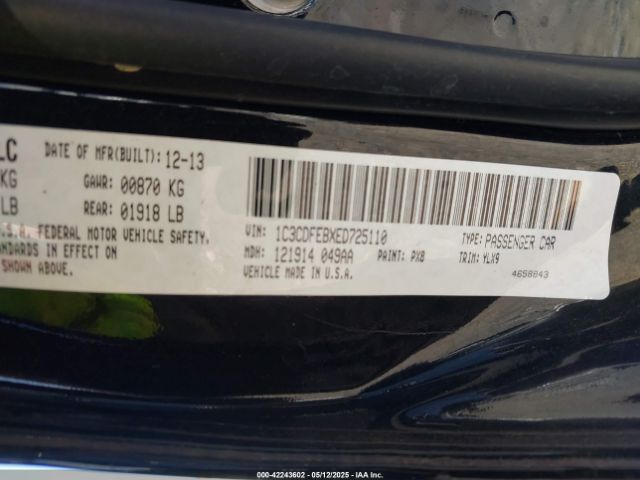 LC DATE OF MFR(BUILT): 12-13
KG GAWR: 00870 KG
LB REAR: 01918 LB
U.S.A. FEDERAL MOTOR VEHICLE SAFETY,
STANDARDS IN EFFECT ON
SHOWN ABOVE.
VIN: 1C3CDFEBXED725110 TYPE: PASSENGER CAR
MDH: 121914 049AA PAINT: PX8 TRIM: YLX9
VEHICLE MADE IN U.S.A. 4658843
000-42243602 - 05/12/2025 - IAA Inc.